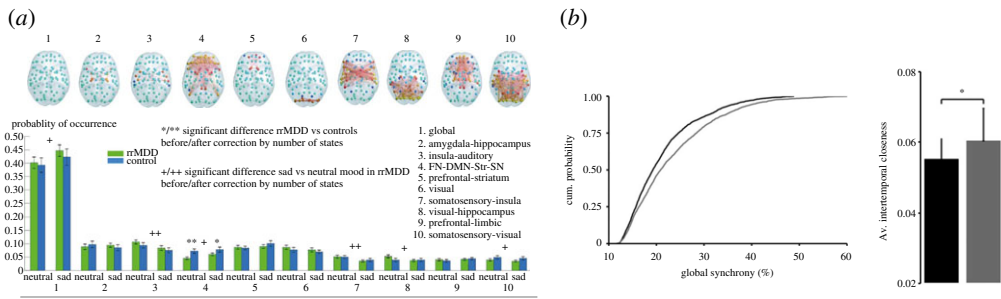 (a)
1 2 3 4 5 6 7 8 9 10
probablity of occurrence
0.50
0.45
0.40
0.35
0.30
0.25
0.20
0.15
0.10
0.05
0
rrMDD
control
*/** significant difference rrMDD vs controls
before/after correction by number of states
+/++ significant difference sad vs neutral mood in rrMDD
before/after correction by number of states
1. global
2. amygdala-hippocampus
3. insula-auditory
4. FN-DMN-Str-SN
5. prefrontal-striatum
6. visual
7. somatosensory-insula
8. visual-hippocampus
9. prefrontal-limbic
10. somatosensory-visual
+ ++ ** + * ++ + +
neutral sad neutral sad neutral sad neutral sad neutral sad neutral sad neutral sad neutral sad neutral sad neutral sad
1 2 3 4 5 6 7 8 9 10
(b)
cum. probability
1.00
0.75
0.50
0.25
0
10 20 30 40 50 60
global synchrony (%)
Av. intertemporal closeness
0.08
0.06
0.04
0.02
*